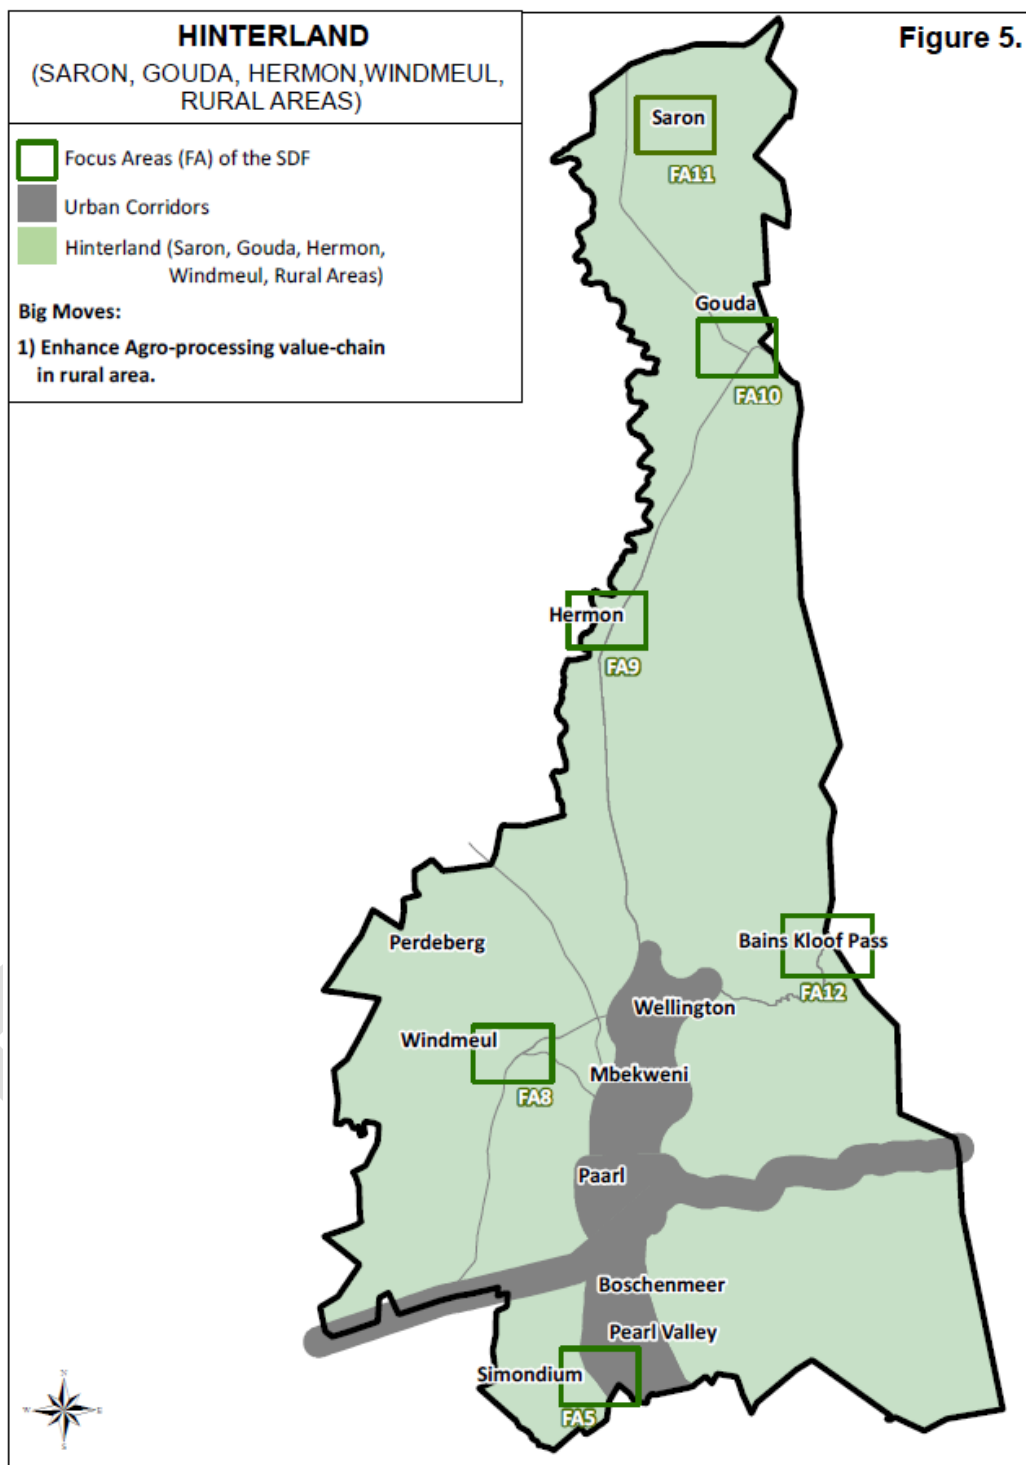 HINTERLAND
(SARON, GOUDA, HERMON,WINDMEUL,
RURAL AREAS)
Figure 5.
Focus Areas (FA) of the SDF
Urban Corridors
Hinterland (Saron, Gouda, Hermon,
Windmeul, Rural Areas)
Big Moves:
1) Enhance Agro-processing value-chain
in rural area.
Saron
FA11
Gouda
FA10
Hermon
FA9
Perdeberg
Bains Kloof Pass
FA12
Wellington
Windmeul
FA8
Mbekweni
Paarl
Boschenmeer
Pearl Valley
Simondium
FA5
N
W E
S